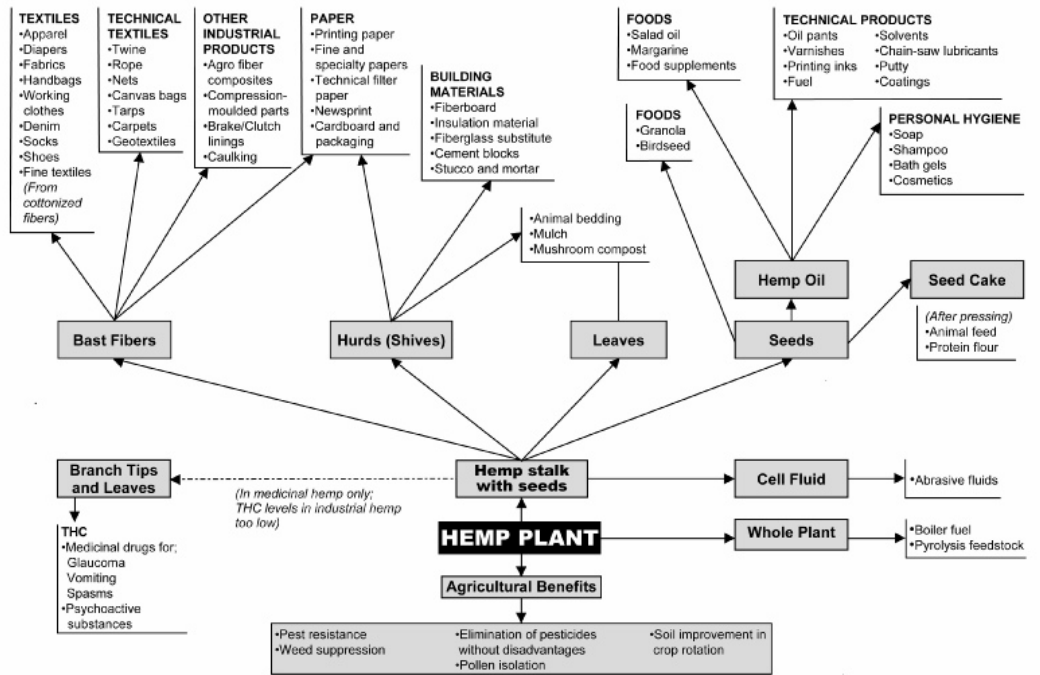 TEXTILES
•Apparel
•Diapers
•Fabrics
•Handbags
•Working
clothes
•Denim
•Socks
•Shoes
•Fine textiles
(From
cottonized
fibers)
TECHNICAL
TEXTILES
•Twine
•Rope
•Nets
•Canvas bags
•Tarps
•Carpets
•Geotextiles
OTHER
INDUSTRIAL
PRODUCTS
•Agro fiber
composites
•Compression-
moulded parts
•Brake/Clutch
linings
•Caulking
PAPER
•Printing paper
•Fine and
specialty papers
•Technical filter
paper
•Newsprint
•Cardboard and
packaging
BUILDING
MATERIALS
•Fiberboard
•Insulation material
•Fiberglass substitute
•Cement blocks
•Stucco and mortar
•Animal bedding
•Mulch
•Mushroom compost
FOODS
•Salad oil
•Margarine
•Food supplements
FOODS
•Granola
•Birdseed
TECHNICAL PRODUCTS
•Oil pants
•Varnishes
•Printing inks
•Fuel
•Solvents
•Chain-saw lubricants
•Putty
•Coatings
PERSONAL HYGIENE
•Soap
•Shampoo
•Bath gels
•Cosmetics
Hemp Oil
Seed Cake
(After pressing)
•Animal feed
•Protein flour
Bast Fibers
Hurds (Shives)
Leaves
Seeds
Branch Tips
and Leaves
(In medicinal hemp only;
THC levels in industrial hemp
too low)
Hemp stalk
with seeds
Cell Fluid
•Abrasive fluids
THC
•Medicinal drugs for;
Glaucoma
Vomiting
Spasms
•Psychoactive
substances
HEMP PLANT
Whole Plant
•Boiler fuel
•Pyrolysis feedstock
Agricultural Benefits
•Pest resistance
•Weed suppression
•Elimination of pesticides
without disadvantages
•Pollen isolation
•Soil improvement in
crop rotation